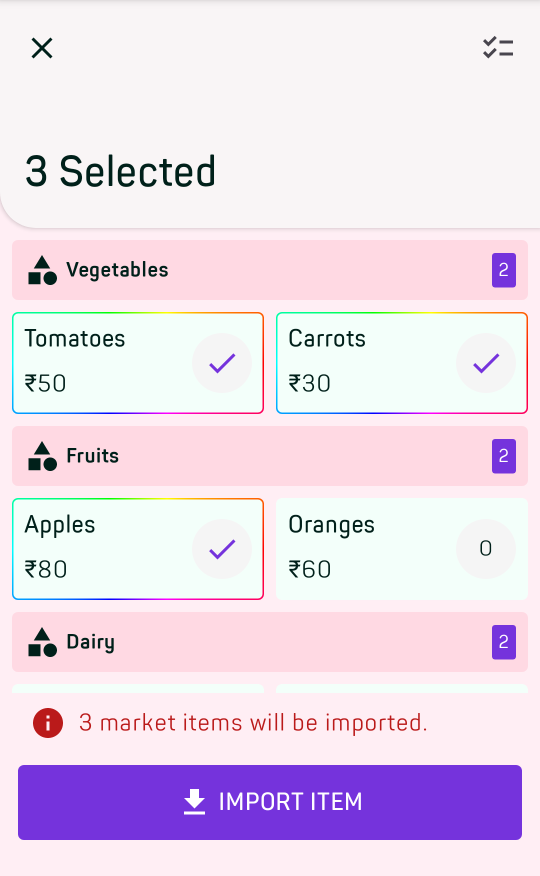 3 Selected
Vegetables 2
Tomatoes
₹50
Carrots
₹30
Fruits 2
Apples
₹80
Oranges
₹60
0
Dairy 2
3 market items will be imported.
IMPORT ITEM